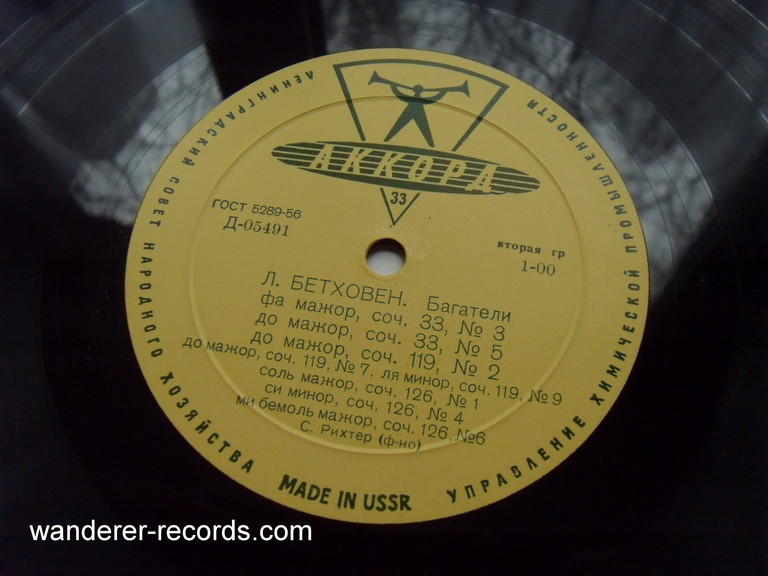 ЛЕНИНГРАДСКИЙ СОВЕТ НАРОДНОГО ХОЗЯЙСТВА
УПРАВЛЕНИЕ ХИМИЧЕСКОЙ ПРОМЫШЛЕННОСТИ
АККОРД
33
ГОСТ 5289-56
Д-05491
вторая гр
1-00
Л. БЕТХОВЕН. Багатели
фа мажор, соч. 33, № 3
до мажор, соч. 33, № 5
до мажор, соч. 119, № 2
до мажор, соч. 119, № 7, ля минор, соч. 119, № 9
соль мажор, соч. 126, № 1
си минор, соч. 126, № 4
ми бемоль мажор, соч. 126, №6
С. Рихтер (ф-но)
MADE IN USSR
wanderer-records.com